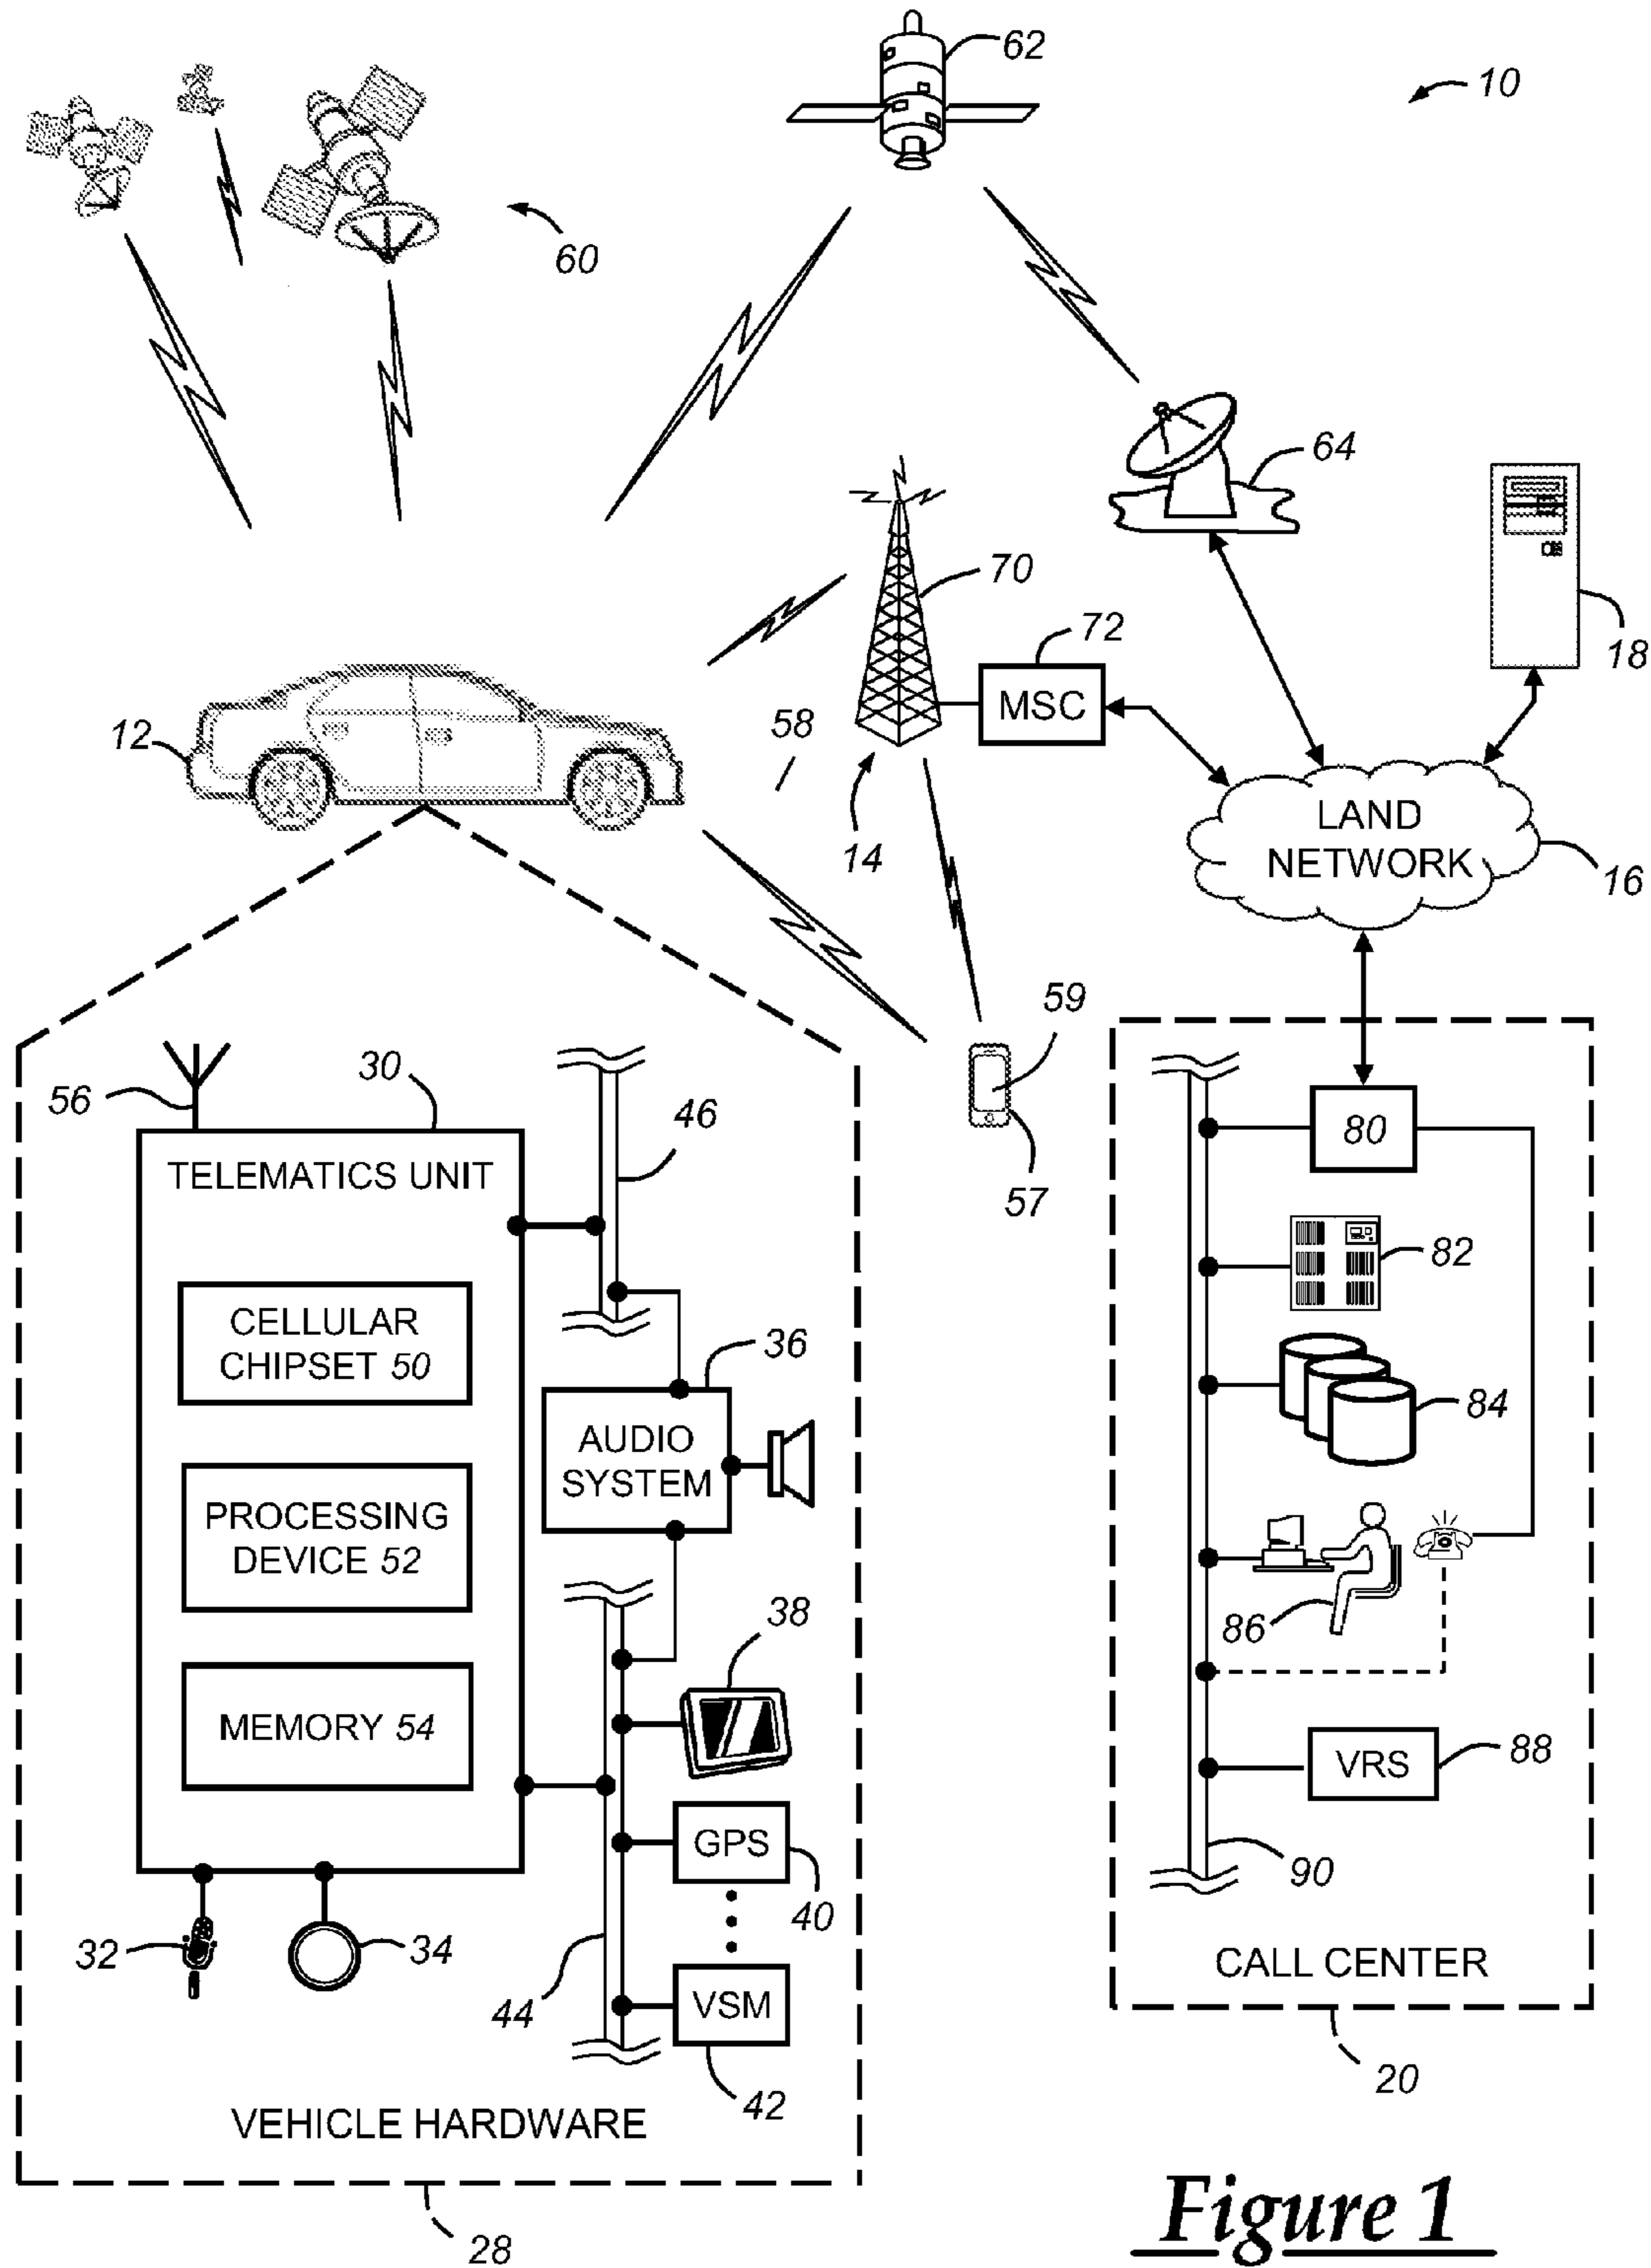 62
10
60
64
70
18
72
MSC
58
12
14
LAND
NETWORK
16
59
57
56
30
46
TELEMATICS UNIT
CELLULAR
CHIPSET 50
36
AUDIO
SYSTEM
PROCESSING
DEVICE 52
38
MEMORY 54
GPS
40
32
34
44
VSM
42
VEHICLE HARDWARE
28
80
82
84
86
VRS
88
90
CALL CENTER
20
Figure 1